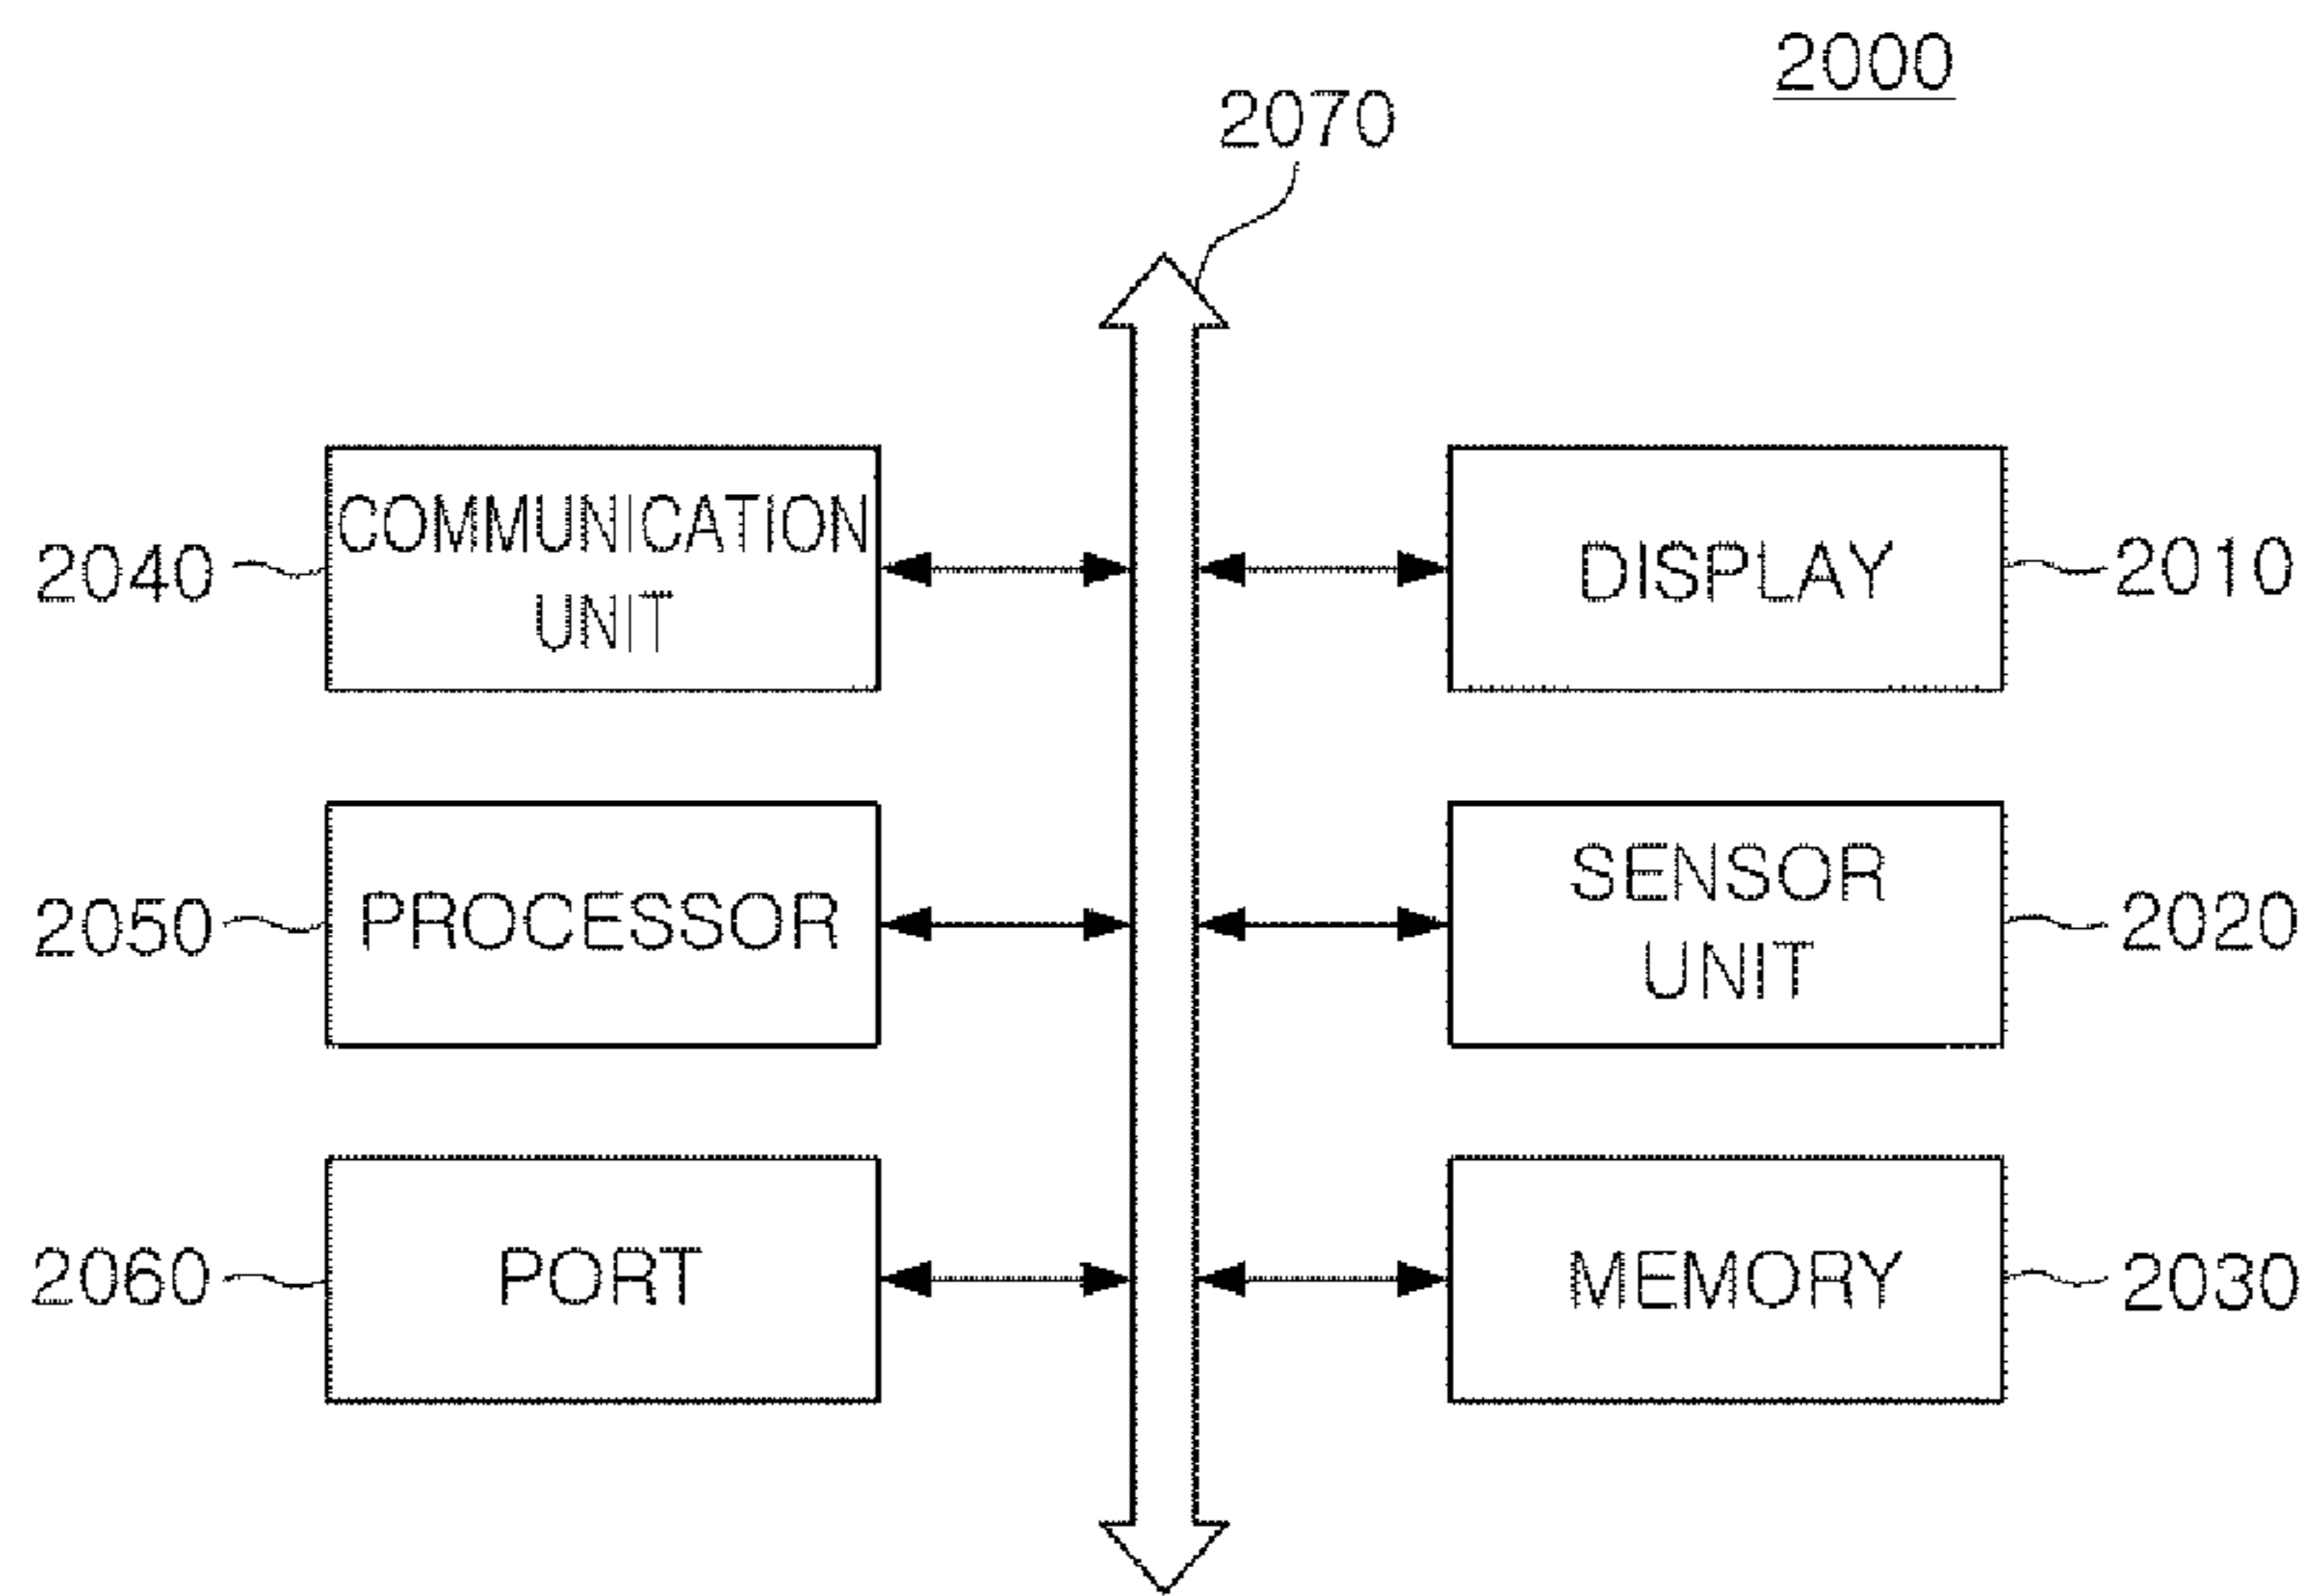 2000
2070
COMMUNICATION
UNIT
2040
DISPLAY
2010
PROCESSOR
2050
SENSOR
UNIT
2020
PORT
2060
MEMORY
2030